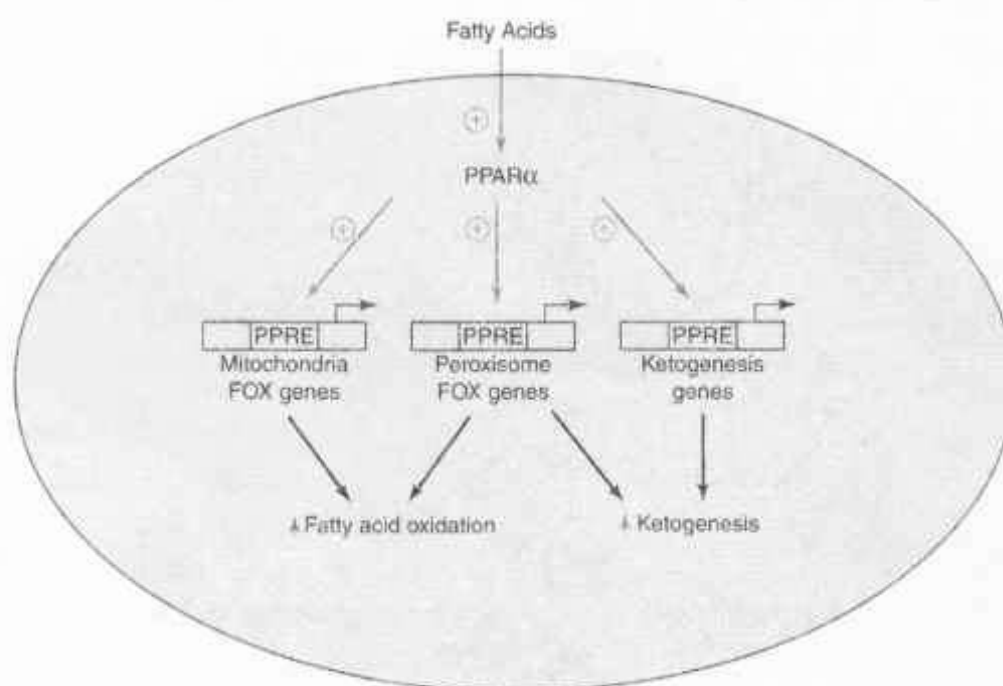 Fatty Acids
+
PPARα
+ + +
PPRE PPRE PPRE
Mitochondria Peroxisome Ketogenesis
FOX genes FOX genes genes
Fatty acid oxidation Ketogenesis